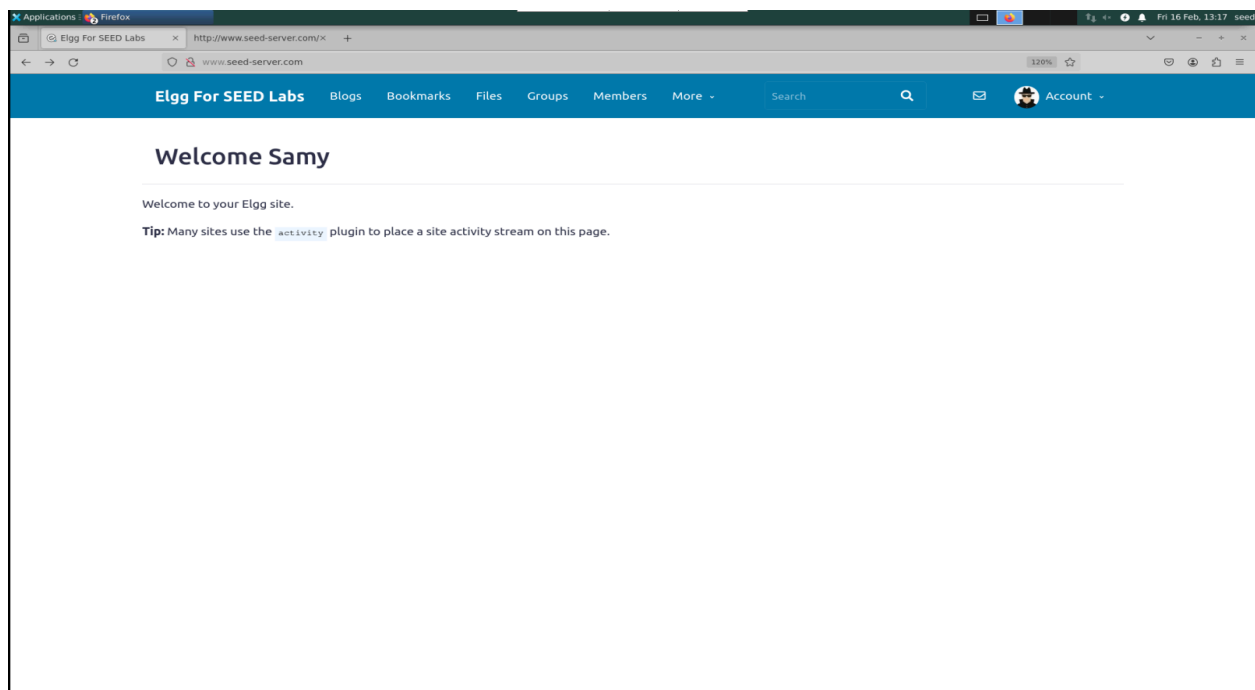 Applications : Firefox Fri 16 Feb, 13:17 seed
Elgg For SEED Labs × http://www.seed-server.com/× +
www.seed-server.com 120%
Elgg For SEED Labs Blogs Bookmarks Files Groups Members More Search Account
Welcome Samy
Welcome to your Elgg site.
Tip: Many sites use the activity plugin to place a site activity stream on this page.